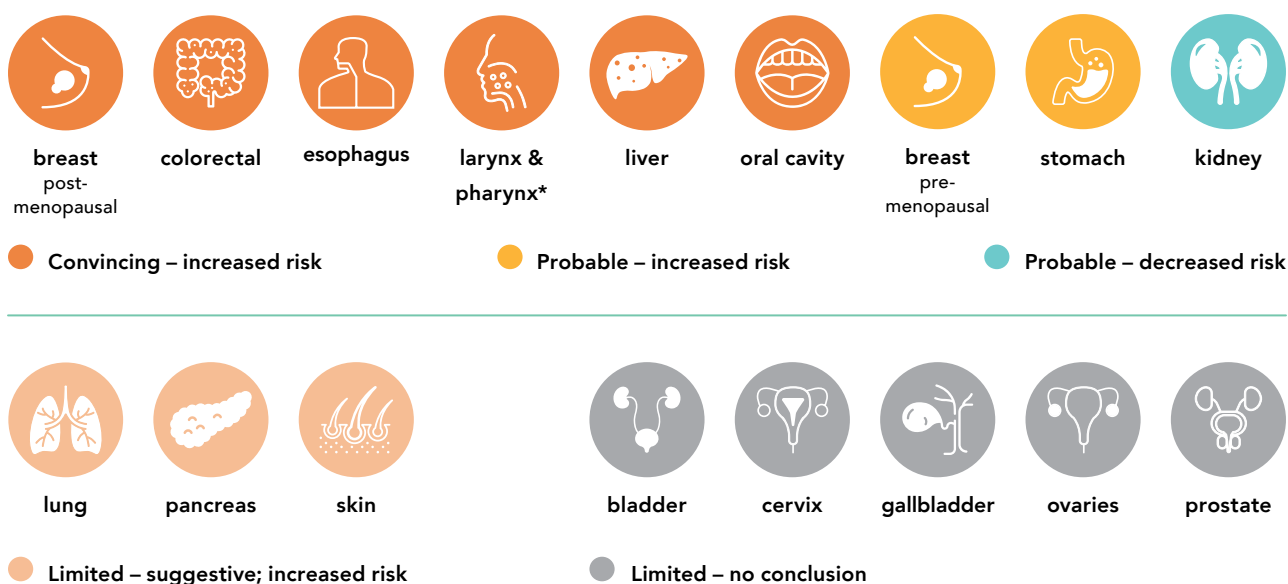 breast
post-
menopausal
colorectal
esophagus
larynx &
pharynx*
liver
oral cavity
breast
pre-
menopausal
stomach
kidney
Convincing – increased risk
Probable – increased risk
Probable – decreased risk
lung
pancreas
skin
bladder
cervix
gallbladder
ovaries
prostate
Limited – suggestive; increased risk
Limited – no conclusion